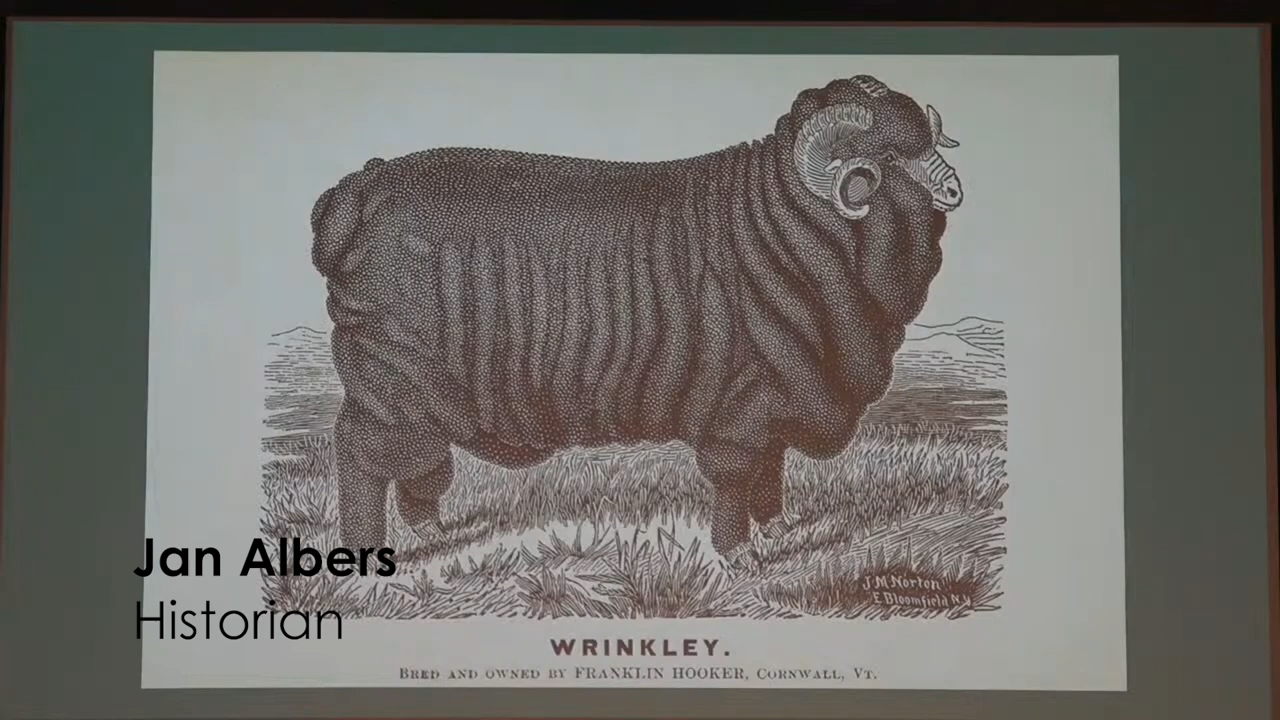 Jan Albers
Historian
J.M Norton
E. Bloomfield N.Y
WRINKLEY.
BRED AND OWNED BY FRANKLIN HOOKER, CORNWALL, VT.